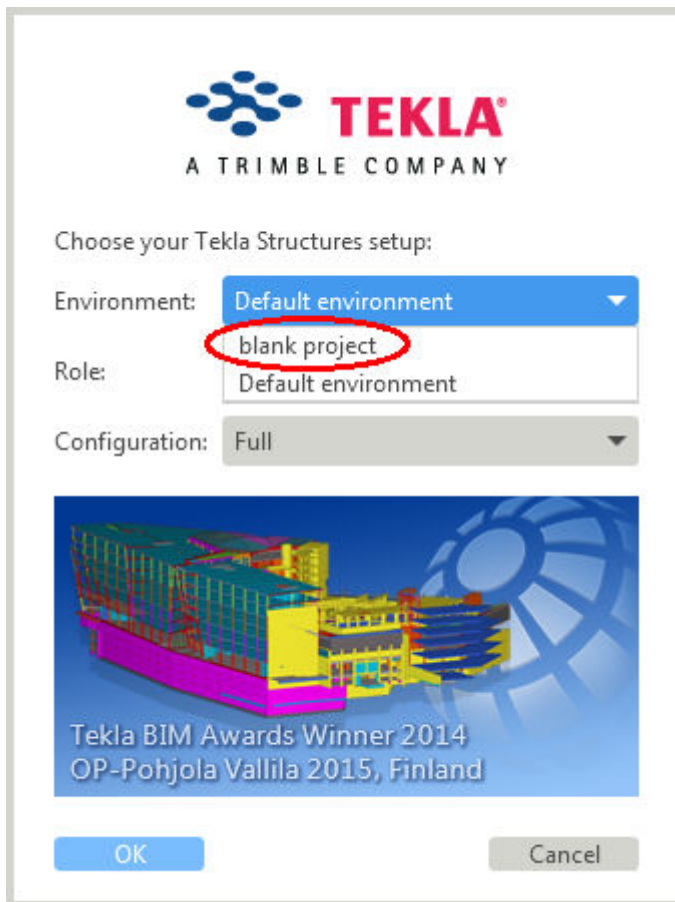 TEKLA®
A TRIMBLE COMPANY
Choose your Tekla Structures setup:
Environment: Default environment
blank project
Role:
Default environment
Configuration: Full
Tekla BIM Awards Winner 2014
OP-Pohjola Vallila 2015, Finland
OK Cancel